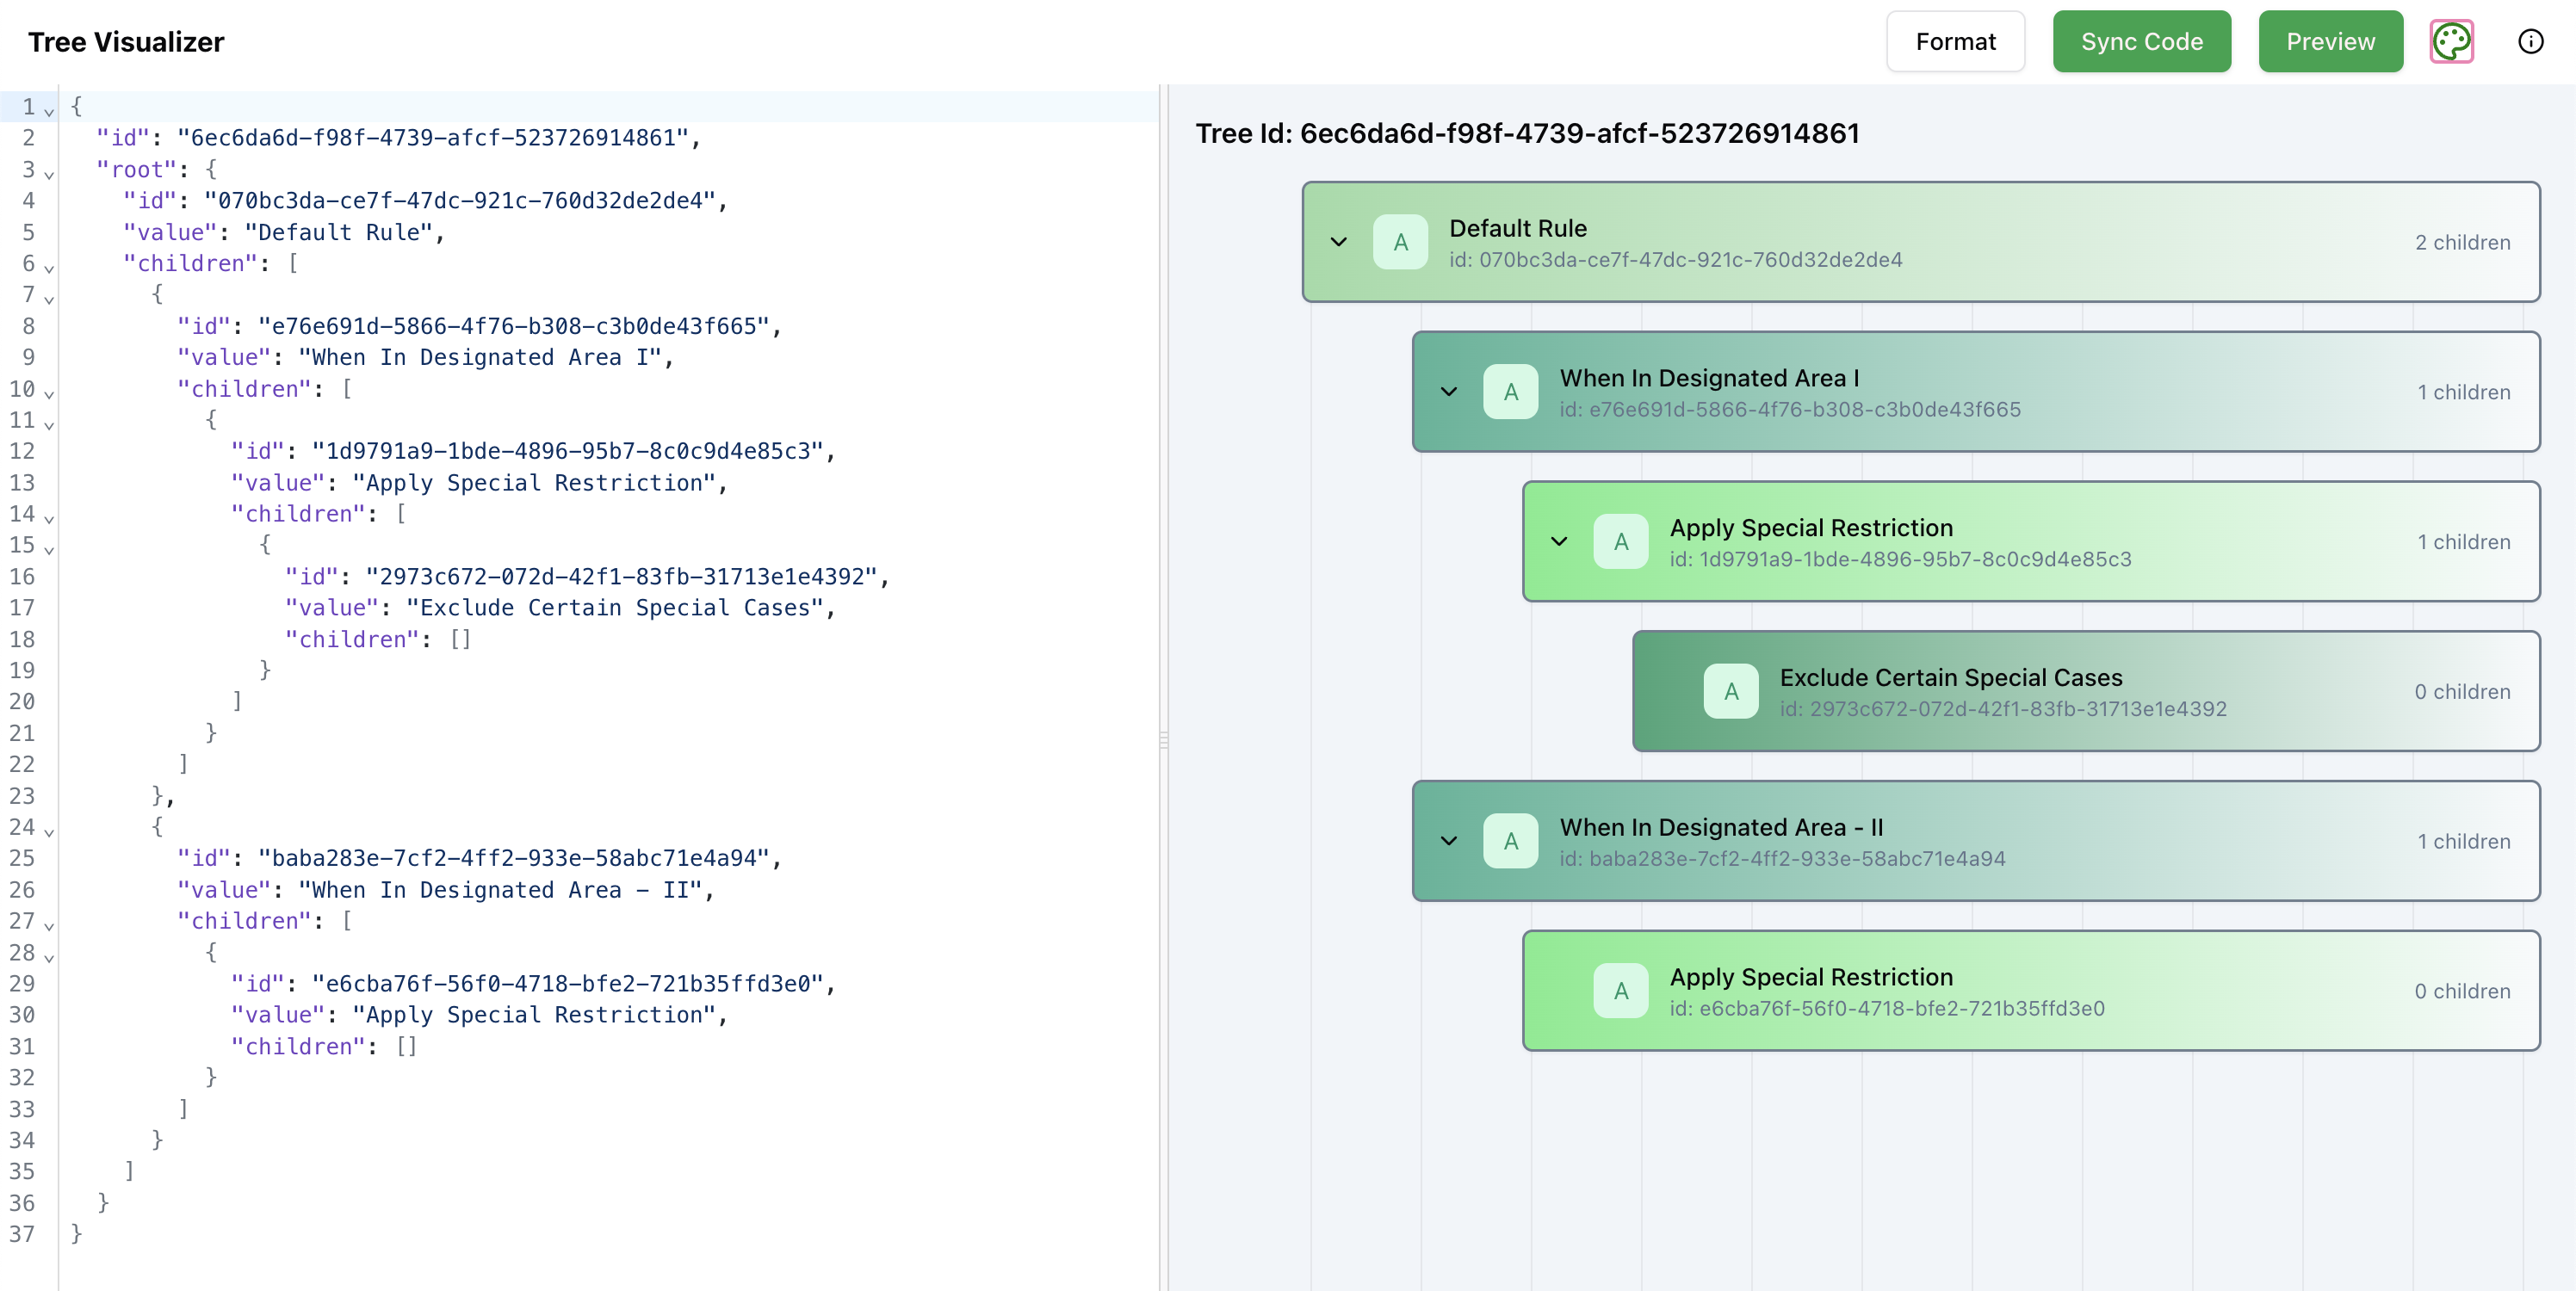 Tree Visualizer
Format
Sync Code
Preview
1 {
2 "id": "6ec6da6d-f98f-4739-afcf-523726914861",
3 "root": {
4 "id": "070bc3da-ce7f-47dc-921c-760d32de2de4",
5 "value": "Default Rule",
6 "children": [
7 {
8 "id": "e76e691d-5866-4f76-b308-c3b0de43f665",
9 "value": "When In Designated Area I",
10 "children": [
11 {
12 "id": "1d9791a9-1bde-4896-95b7-8c0c9d4e85c3",
13 "value": "Apply Special Restriction",
14 "children": [
15 {
16 "id": "2973c672-072d-42f1-83fb-31713e1e4392",
17 "value": "Exclude Certain Special Cases",
18 "children": []
19 }
20 ]
21 }
22 ]
23 },
24 {
25 "id": "baba283e-7cf2-4ff2-933e-58abc71e4a94",
26 "value": "When In Designated Area - II",
27 "children": [
28 {
29 "id": "e6cba76f-56f0-4718-bfe2-721b35ffd3e0",
30 "value": "Apply Special Restriction",
31 "children": []
32 }
33 ]
34 }
35 ]
36 }
37 }
Tree Id: 6ec6da6d-f98f-4739-afcf-523726914861
A
Default Rule
id: 070bc3da-ce7f-47dc-921c-760d32de2de4
2 children
A
When In Designated Area I
id: e76e691d-5866-4f76-b308-c3b0de43f665
1 children
A
Apply Special Restriction
id: 1d9791a9-1bde-4896-95b7-8c0c9d4e85c3
1 children
A
Exclude Certain Special Cases
id: 2973c672-072d-42f1-83fb-31713e1e4392
0 children
A
When In Designated Area - II
id: baba283e-7cf2-4ff2-933e-58abc71e4a94
1 children
A
Apply Special Restriction
id: e6cba76f-56f0-4718-bfe2-721b35ffd3e0
0 children